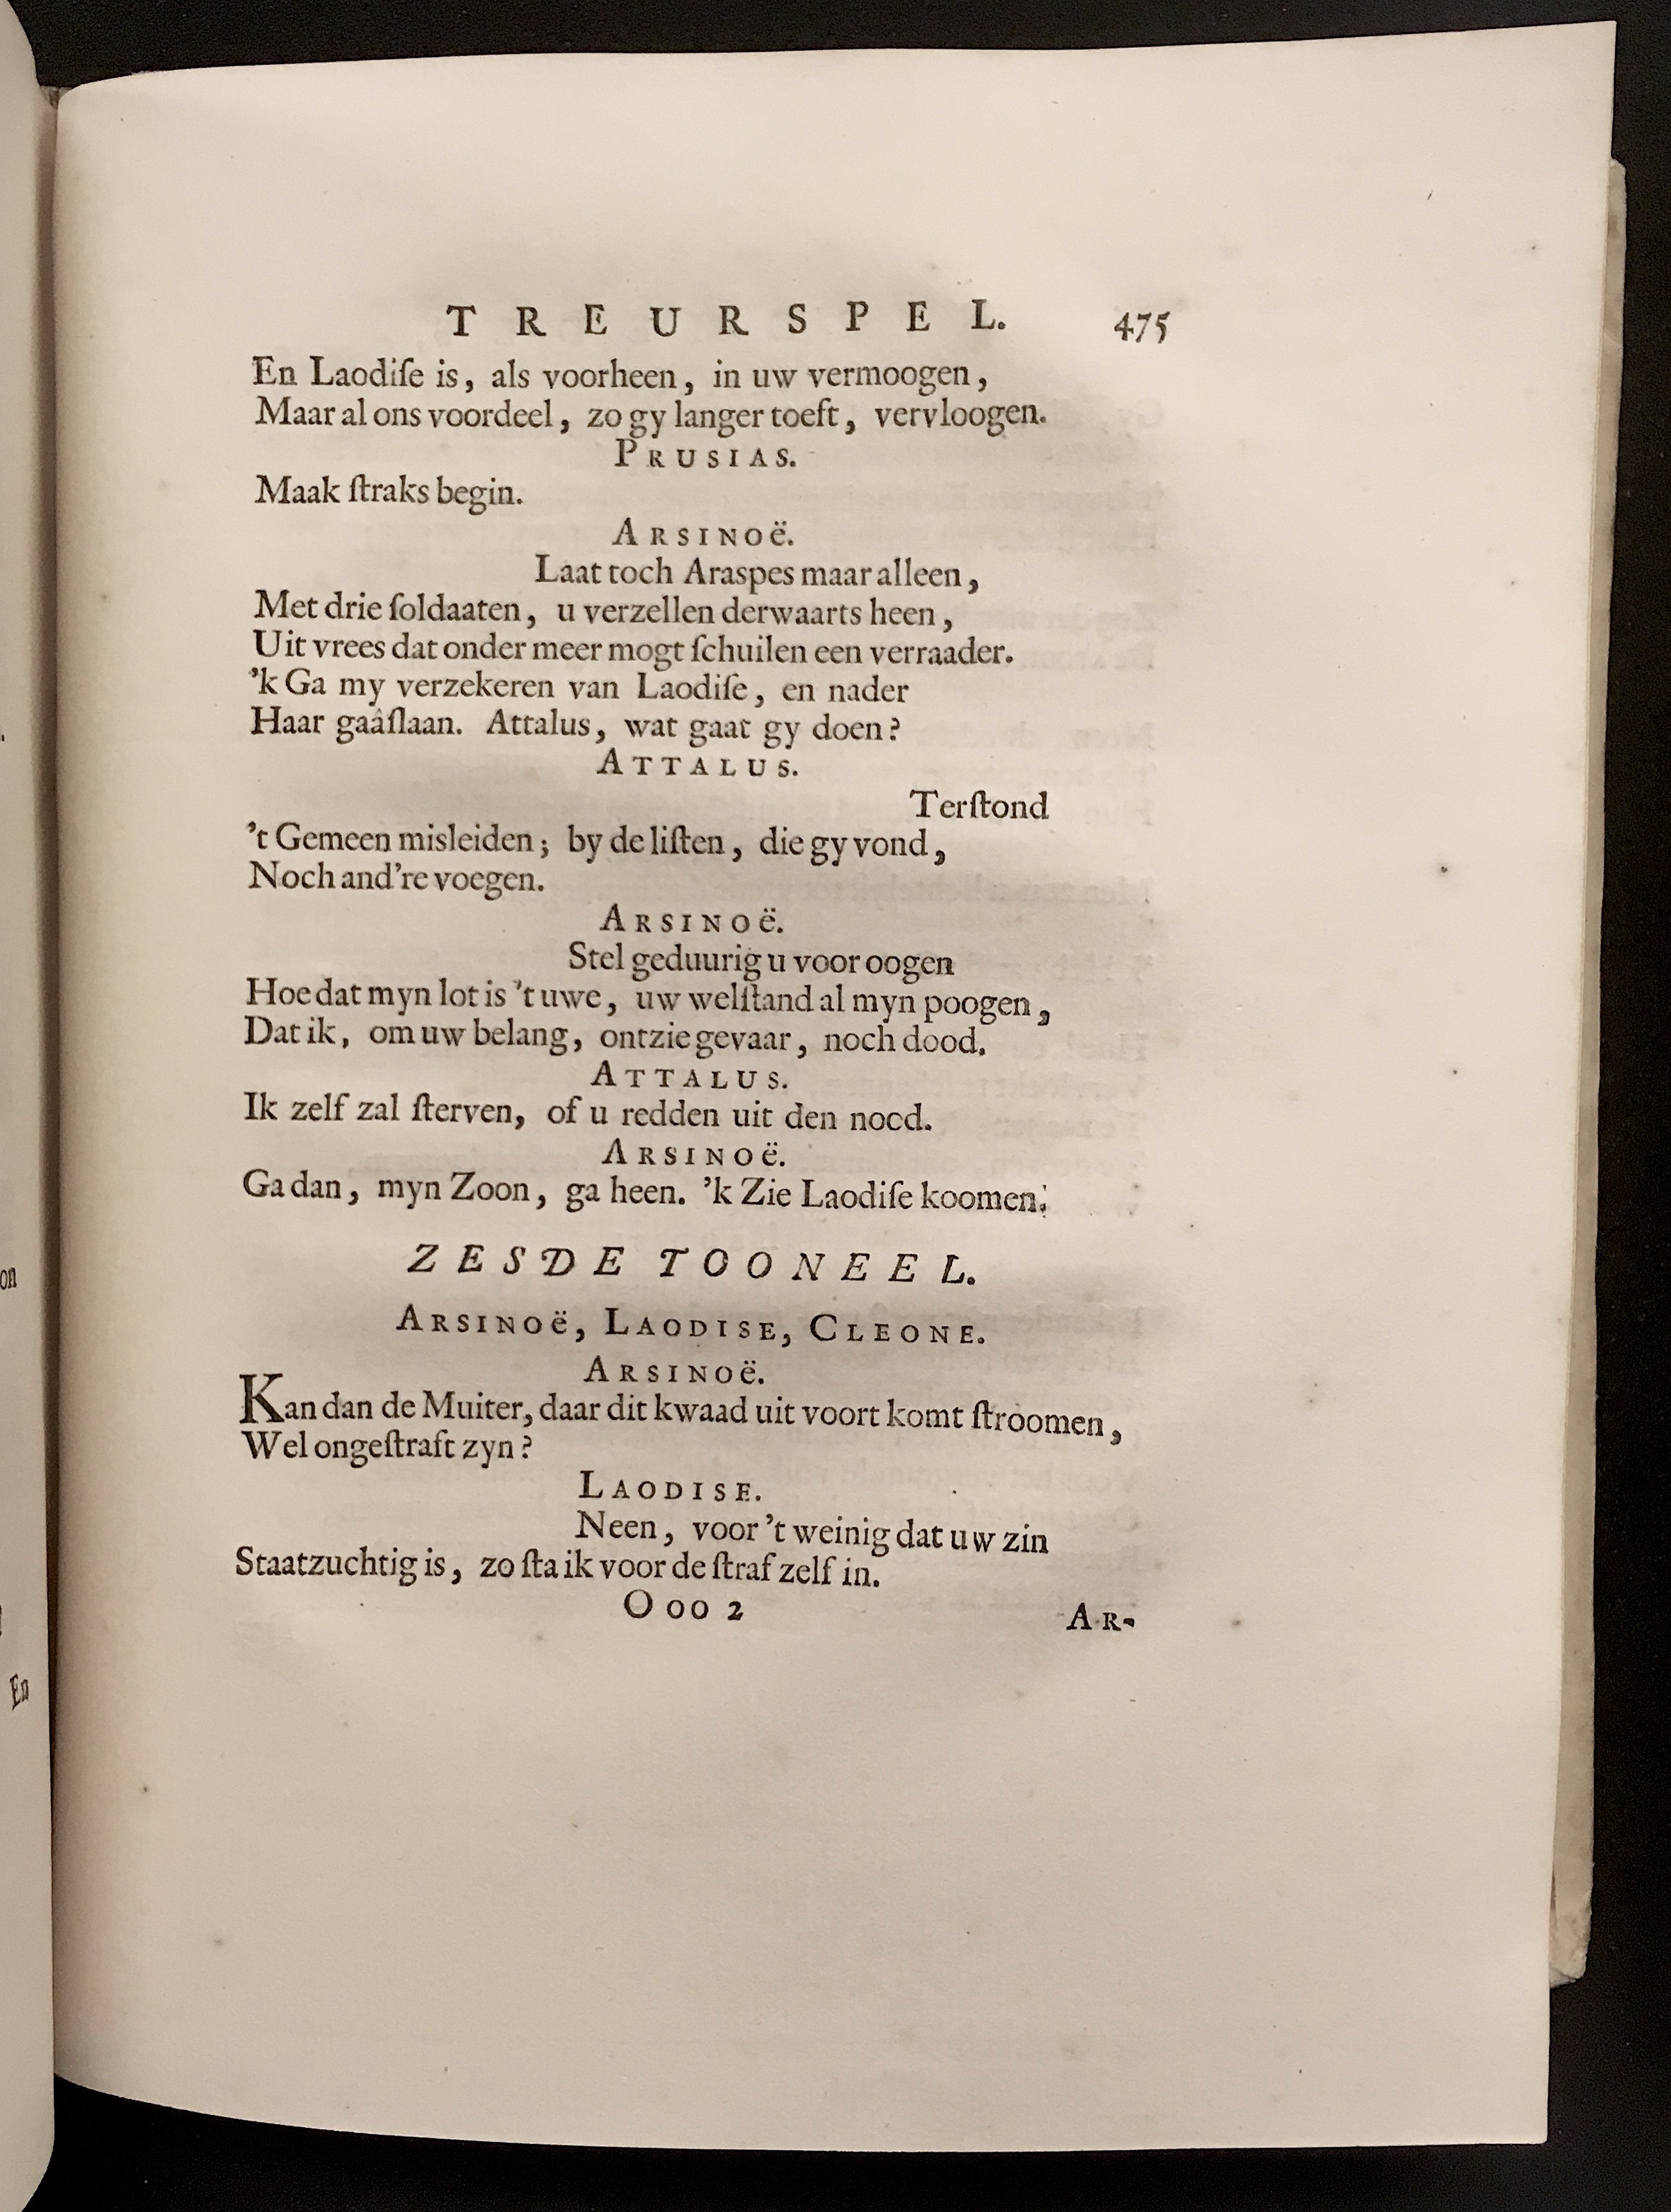 TREURSPEL. 475
En Laodiſe is, als voorheen, in uw vermoogen,
Maar al ons voordeel, zo gy langer toeft, vervloogen.
PRUSIAS.
Maak ſtraks begin.
ARSINOë.
Laat toch Araspes maar alleen,
Met drie ſoldaaten, u verzellen derwaarts heen,
Uit vrees dat onder meer mogt ſchuilen een verraader.
'k Ga my verzekeren van Laodiſe, en nader
Haar gaâſlaan. Attalus, wat gaat gy doen?
ATTALUS.
Terſtond
't Gemeen misleiden; by de liſten, die gy vond,
Noch and're voegen.
ARSINOë.
Stel geduurig u voor oogen
Hoe dat myn lot is 't uwe, uw welſtand al myn poogen,
Dat ik, om uw belang, ontzie gevaar, noch dood.
ATTALUS.
Ik zelf zal ſterven, of u redden uit den nood.
ARSINOë.
Ga dan, myn Zoon, ga heen. 'k Zie Laodiſe koomen.
ZESDE TOONEEL.
ARSINOë, LAODISE, CLEONE.
ARSINOë.
Kan dan de Muiter, daar dit kwaad uit voort komt ſtroomen,
Wel ongeſtraft zyn?
LAODISE.
Neen, voor 't weinig dat uw zin
Staatzuchtig is, zo ſta ik voor de ſtraf zelf in.
Ooo 2 AR-